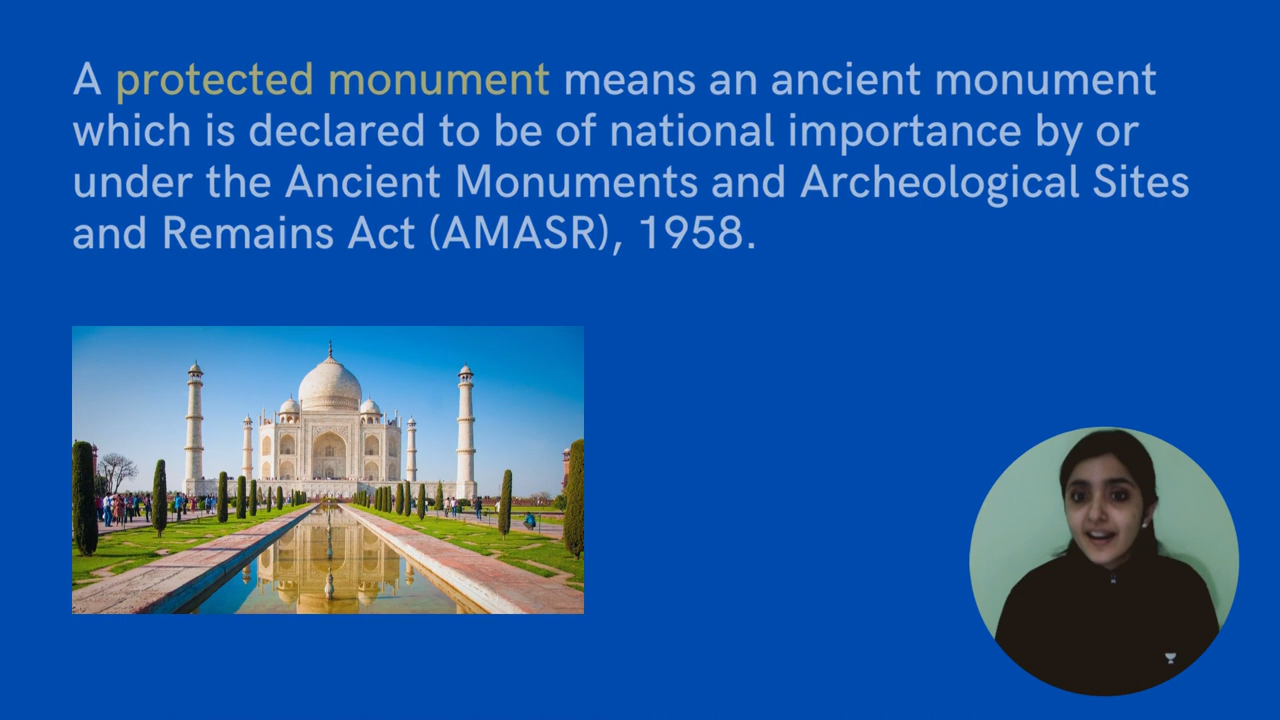 A protected monument means an ancient monument
which is declared to be of national importance by or
under the Ancient Monuments and Archeological Sites
and Remains Act (AMASR), 1958.